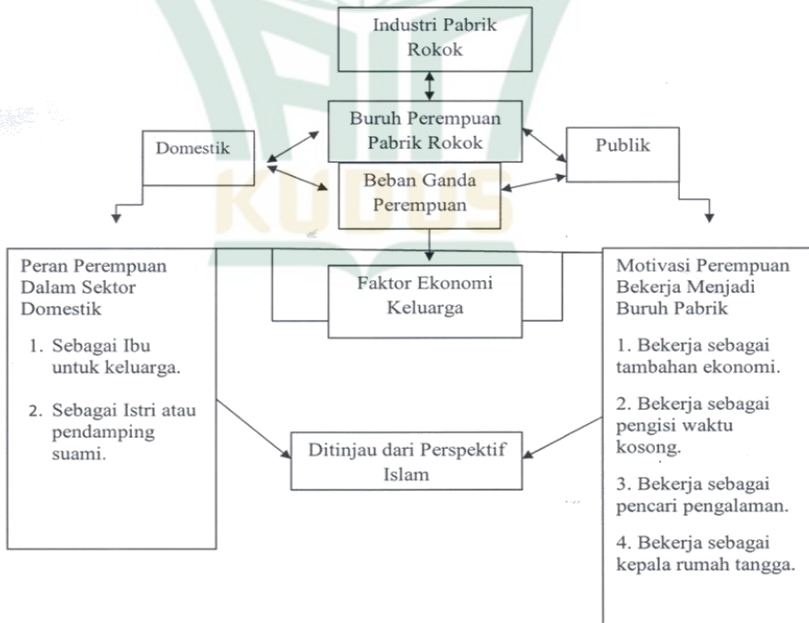 Industri Pabrik
Rokok
Buruh Perempuan
Pabrik Rokok
Domestik
Publik
Beban Ganda
Perempuan
KUDUS
Peran Perempuan
Dalam Sektor
Domestik
1. Sebagai Ibu
untuk keluarga.
2. Sebagai Istri atau
pendamping
suami.
Faktor Ekonomi
Keluarga
Ditinjau dari Perspektif
Islam
Motivasi Perempuan
Bekerja Menjadi
Buruh Pabrik
1. Bekerja sebagai
tambahan ekonomi.
2. Bekerja sebagai
pengisi waktu
kosong.
3. Bekerja sebagai
pencari pengalaman.
4. Bekerja sebagai
kepala rumah tangga.